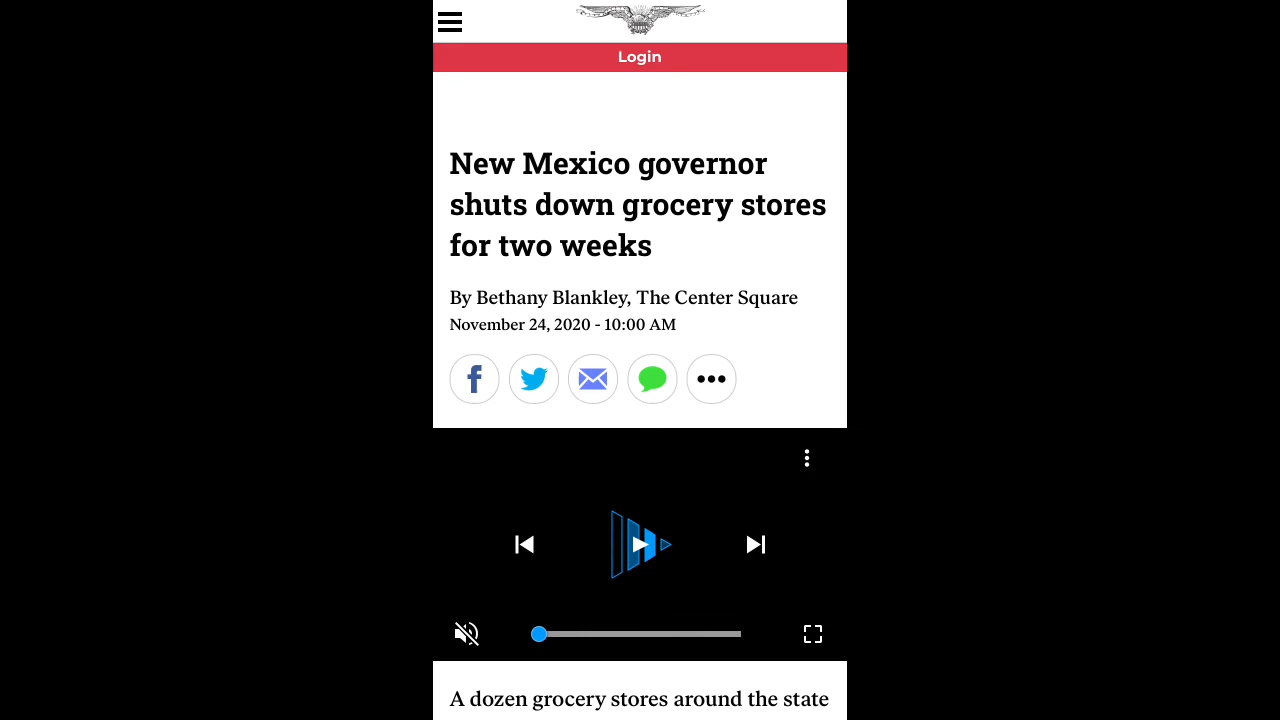 Login
New Mexico governor
shuts down grocery stores
for two weeks
By Bethany Blankley, The Center Square
November 24, 2020 - 10:00 AM
A dozen grocery stores around the state